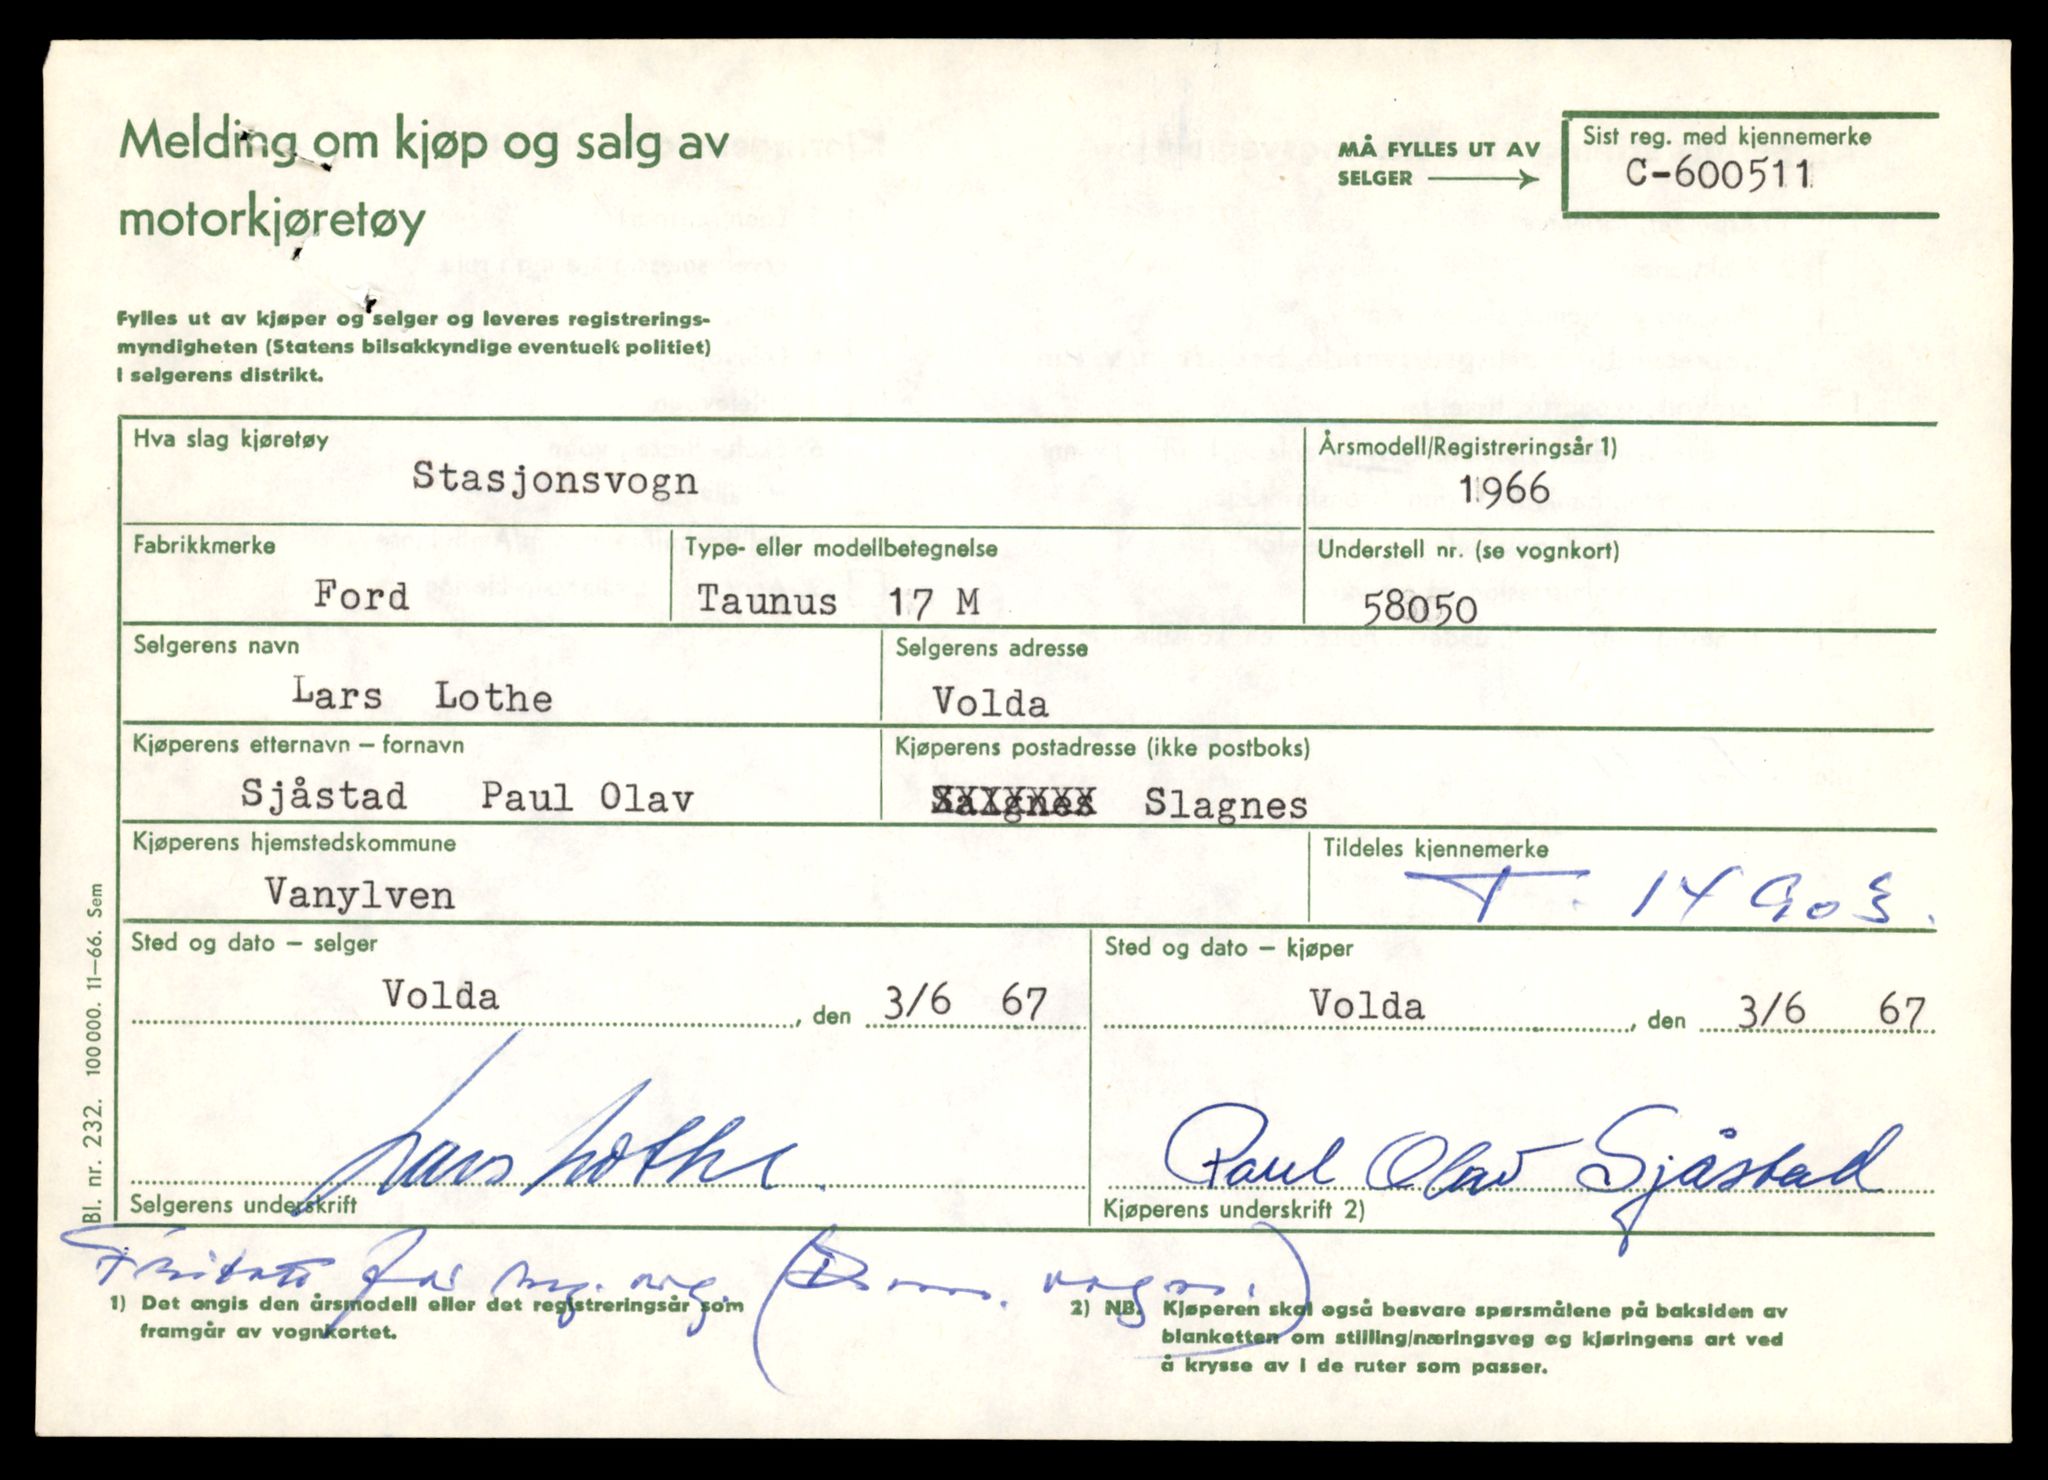 Melding om kjøp og salg av
motorkjøretøy
MÅ FYLLES UT AV
SELGER
Sist reg. med kjennemerke
C-600511
Fylles ut av kjøper og selger og leveres registrerings-
myndigheten (Statens bilsakkyndige eventuelt politiet)
i selgerens distrikt.
Hva slag kjøretøy
Stasjonsvogn
Årsmodell/Registreringsår 1)
1966
Fabrikkmerke
Ford
Type- eller modellbetegnelse
Taunus 17 M
Understell nr. (se vognkort)
58050
Selgerens navn
Lars Lothe
Selgerens adresse
Volda
Kjøperens etternavn – fornavn
Sjåstad Paul Olav
Kjøperens postadresse (ikke postboks)
Slagnes
Kjøperens hjemstedskommune
Vanylven
Tildeles kjennemerke
T. 14903.
Sted og dato – selger
Volda, den 3/6 67
Sted og dato – kjøper
Volda, den 3/6 67
Lars Lothe.
Selgerens underskrift
Paul Olav Sjåstad
Kjøperens underskrift 2)
1) Det angis den årsmodell eller det registreringsår som
framgår av vognkortet.
2) NB. Kjøperen skal også besvare spørsmålene på baksiden av
blanketten om stilling/næringsveg og kjøringens art ved
å krysse av i de ruter som passer.
Bl. nr. 232. 100 000. 11–66. Sem